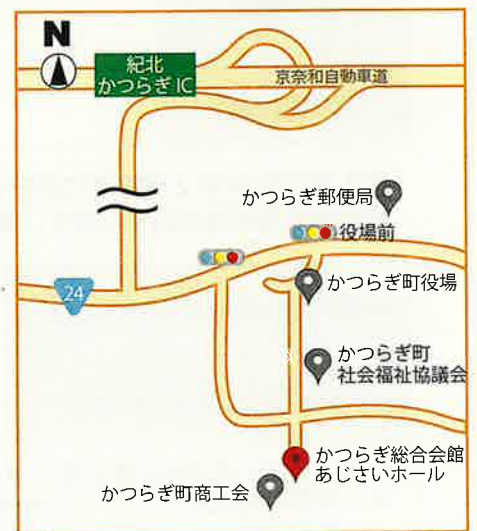 N
紀北
かつらぎIC
京奈和自動車道
かつらぎ郵便局
役場前
24
かつらぎ町役場
かつらぎ町
社会福祉協議会
かつらぎ総合会館
あじさいホール
かつらぎ町商工会